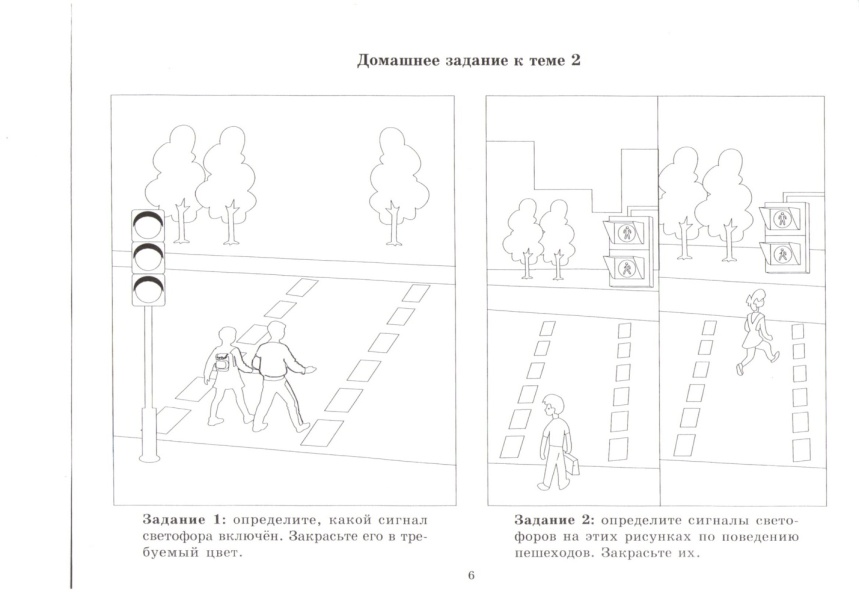 Домашнее задание к теме 2
Задание 1: определите, какой сигнал
светофора включён. Закрасьте его в тре-
буемый цвет.
Задание 2: определите сигналы свето-
форов на этих рисунках по поведению
пешеходов. Закрасьте их.
6